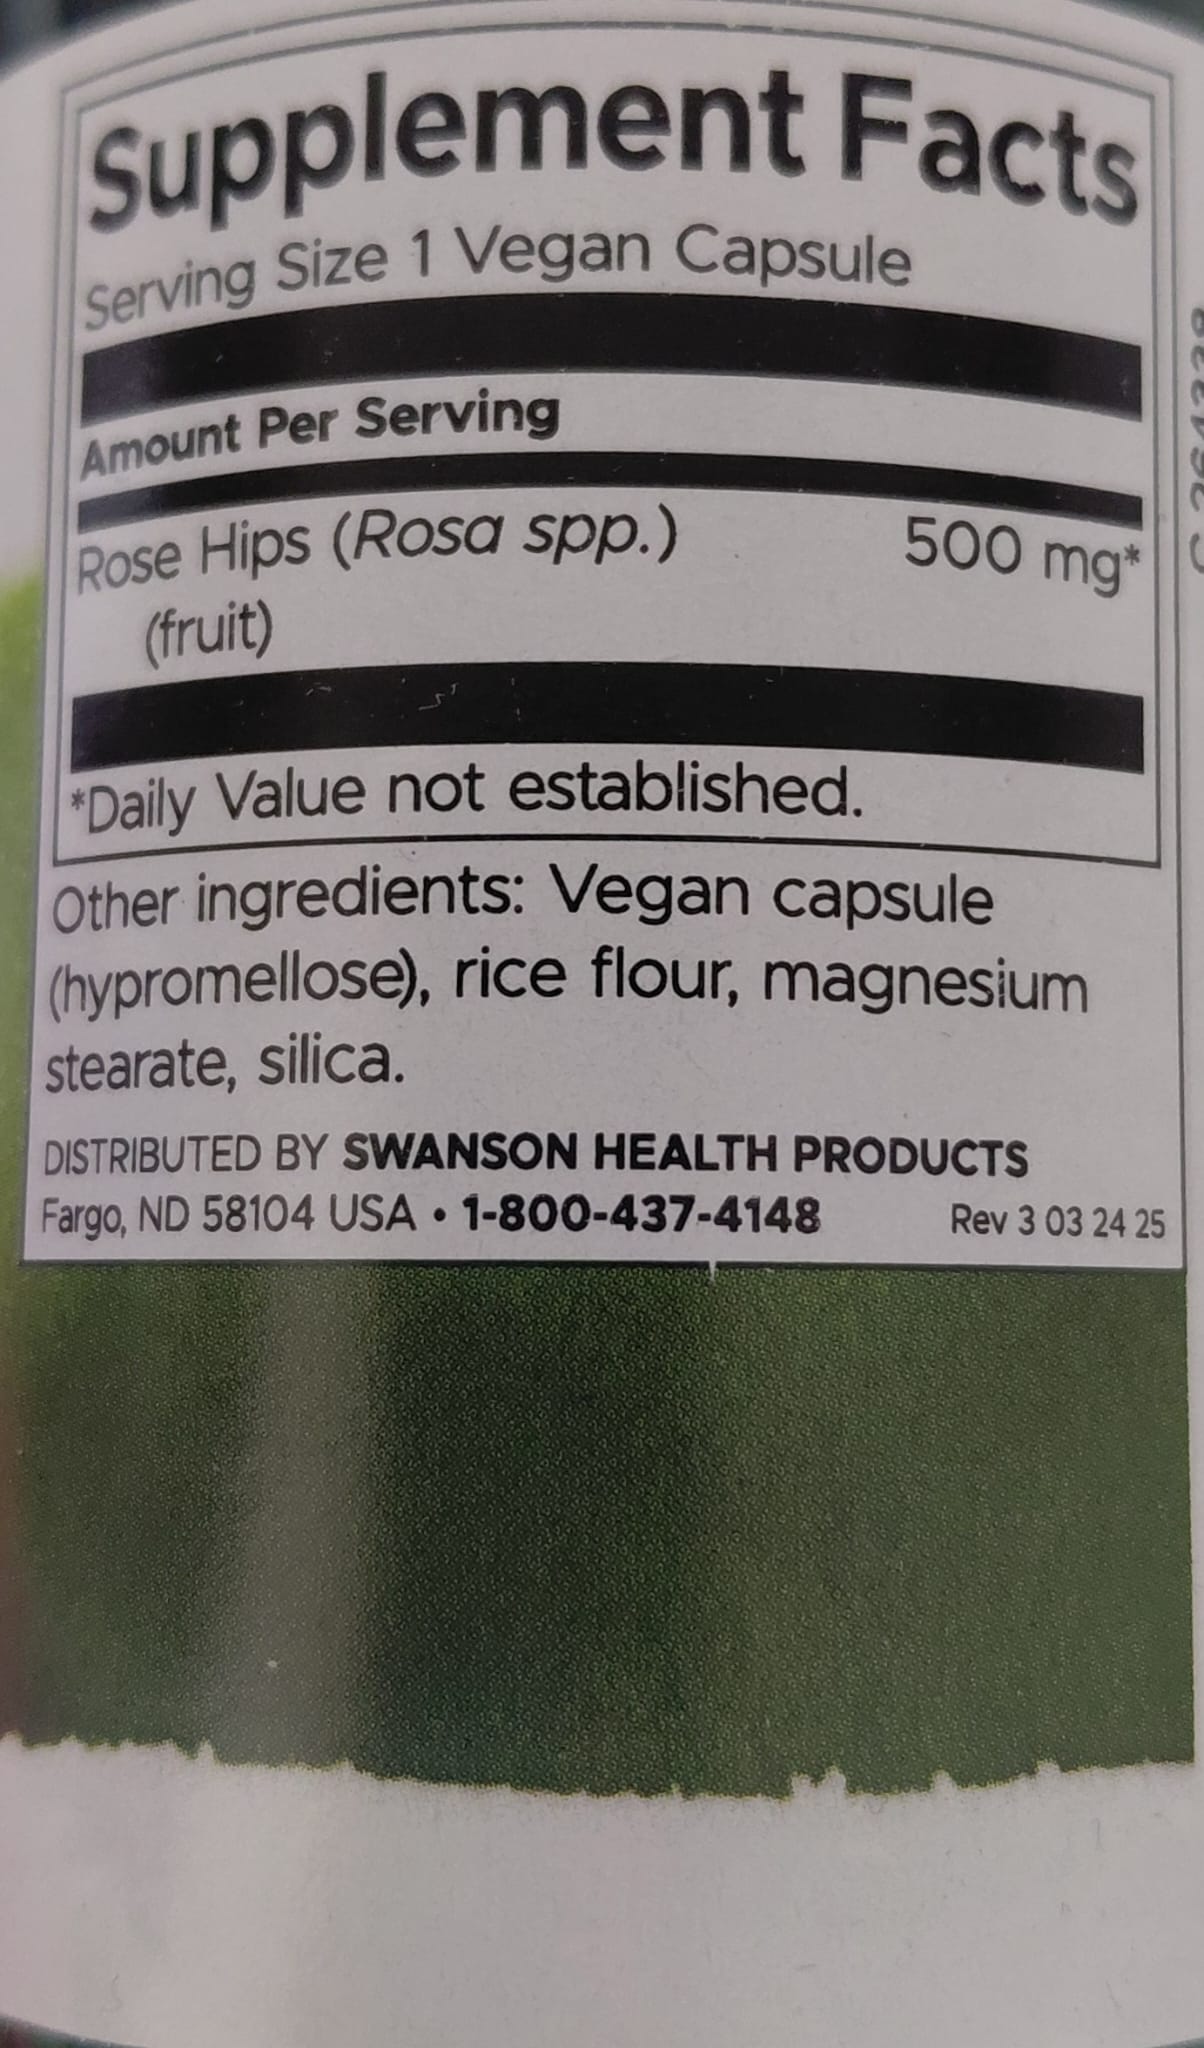 Supplement Facts
Serving Size 1 Vegan Capsule
Amount Per Serving
Rose Hips (Rosa spp.) 500 mg*
(fruit)
*Daily Value not established.
Other ingredients: Vegan capsule
(hypromellose), rice flour, magnesium
stearate, silica.
DISTRIBUTED BY SWANSON HEALTH PRODUCTS
Fargo, ND 58104 USA • 1-800-437-4148 Rev 3 03 24 25